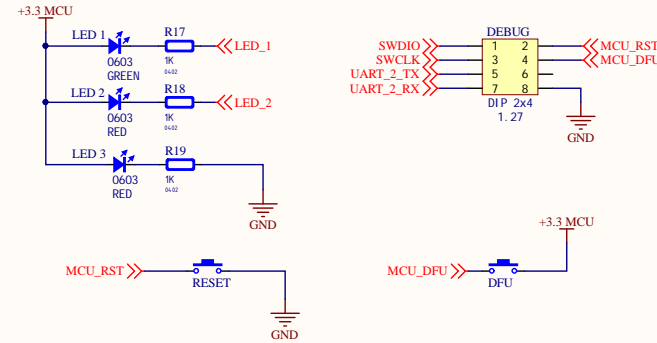 +3.3 MCU
LED 1
R17
LED_1
0603
GREEN
1K
0402
LED 2
R18
LED_2
0603
RED
1K
0402
LED 3
R19
0603
RED
1K
0402
GND
DEBUG
SWDIO 1 2 MCU_RST
SWCLK 3 4 MCU_DFU
UART_2_TX 5 6
UART_2_RX 7 8
DIP 2x4
1.27
GND
MCU_RST
RESET
GND
+3.3 MCU
MCU_DFU
DFU